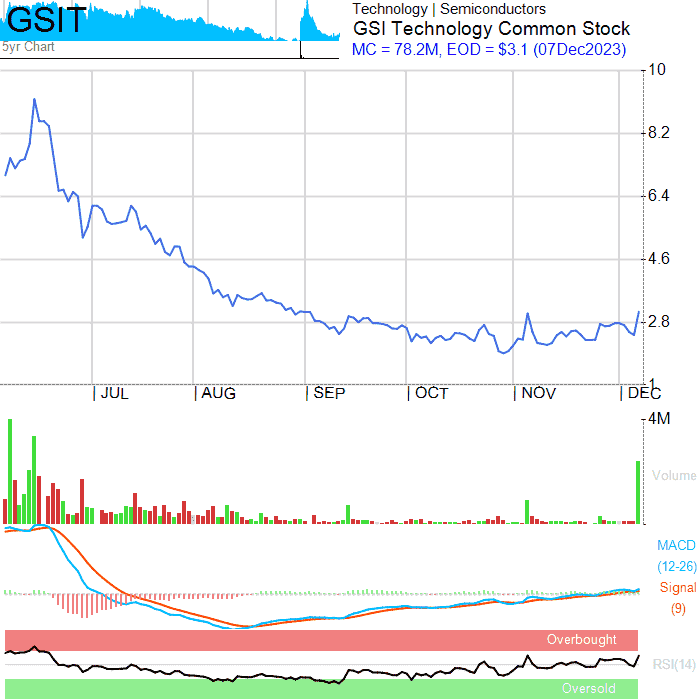 GSIT
5yr Chart
Technology | Semiconductors
GSI Technology Common Stock
MC = 78.2M, EOD = $3.1 (07Dec2023)
10
8.2
6.4
4.6
2.8
1
| JUL | AUG | SEP | OCT | NOV | DEC
4M
Volume
MACD
(12-26)
Signal
(9)
Overbought
RSI(14)
Oversold